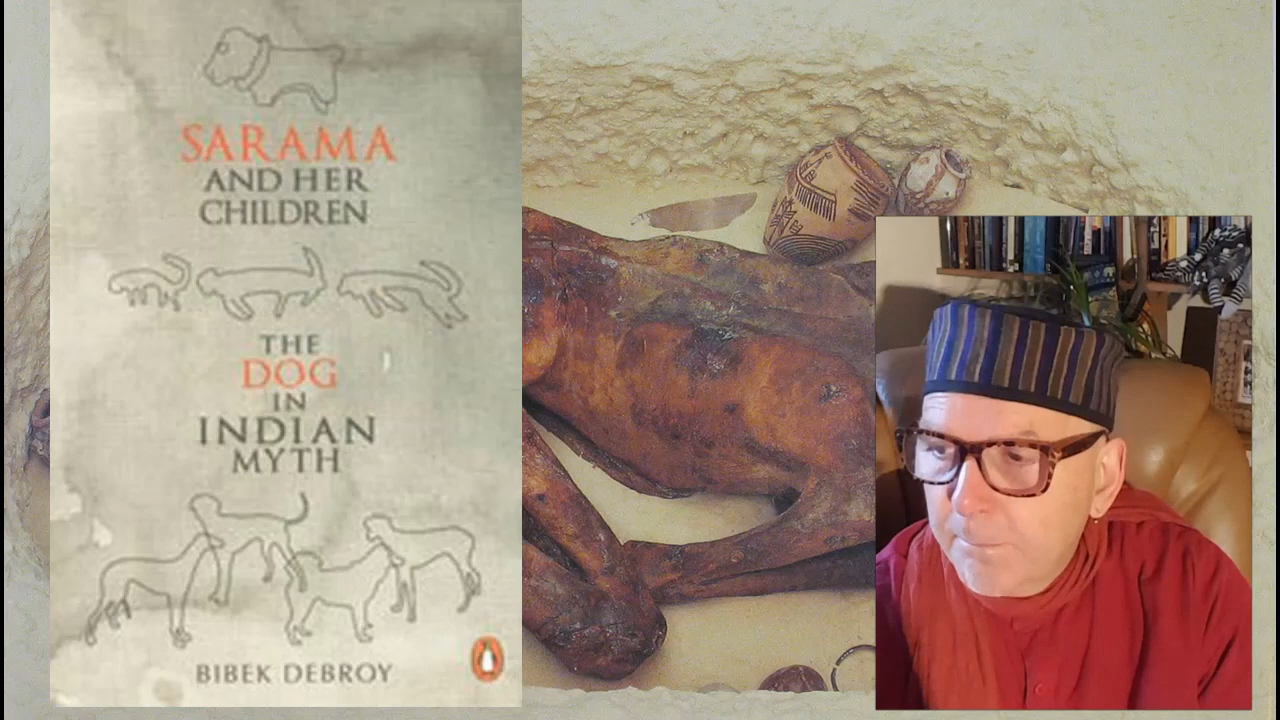 SARAMA
AND HER
CHILDREN
THE
DOG
IN
INDIAN
MYTH
BIBEK DEBROY